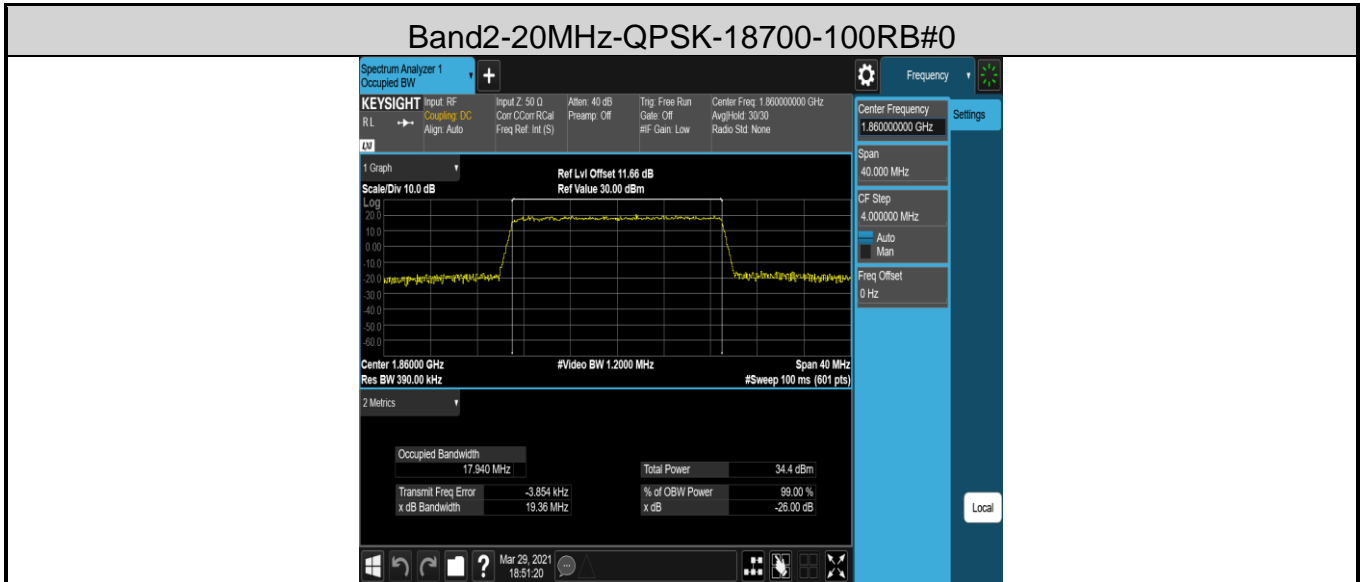 Band2-20MHz-QPSK-18700-100RB#0
Spectrum Analyzer 1
Occupied BW
+
Frequency
KEYSIGHT
RL
LXI
Input: RF
Coupling: DC
Align: Auto
Input Z: 50 Ω
Corr CCorr RCal
Freq Ref: Int (S)
Atten: 40 dB
Preamp: Off
Trig: Free Run
Gate: Off
#IF Gain: Low
Center Freq: 1.860000000 GHz
Avg|Hold: 30/30
Radio Std: None
Center Frequency
1.860000000 GHz
Settings
Span
40.000 MHz
CF Step
4.000000 MHz
Auto
Man
Freq Offset
0 Hz
1 Graph
Scale/Div 10.0 dB
Ref Lvl Offset 11.66 dB
Ref Value 30.00 dBm
Log
20.0
10.0
0.00
-10.0
-20.0
-30.0
-40.0
-50.0
-60.0
Center 1.86000 GHz
#Video BW 1.2000 MHz
Span 40 MHz
Res BW 390.00 kHz
#Sweep 100 ms (601 pts)
2 Metrics
Occupied Bandwidth
17.940 MHz
Total Power 34.4 dBm
Transmit Freq Error -3.854 kHz
% of OBW Power 99.00 %
x dB Bandwidth 19.36 MHz
x dB -26.00 dB
Local
?
Mar 29, 2021
18:51:20